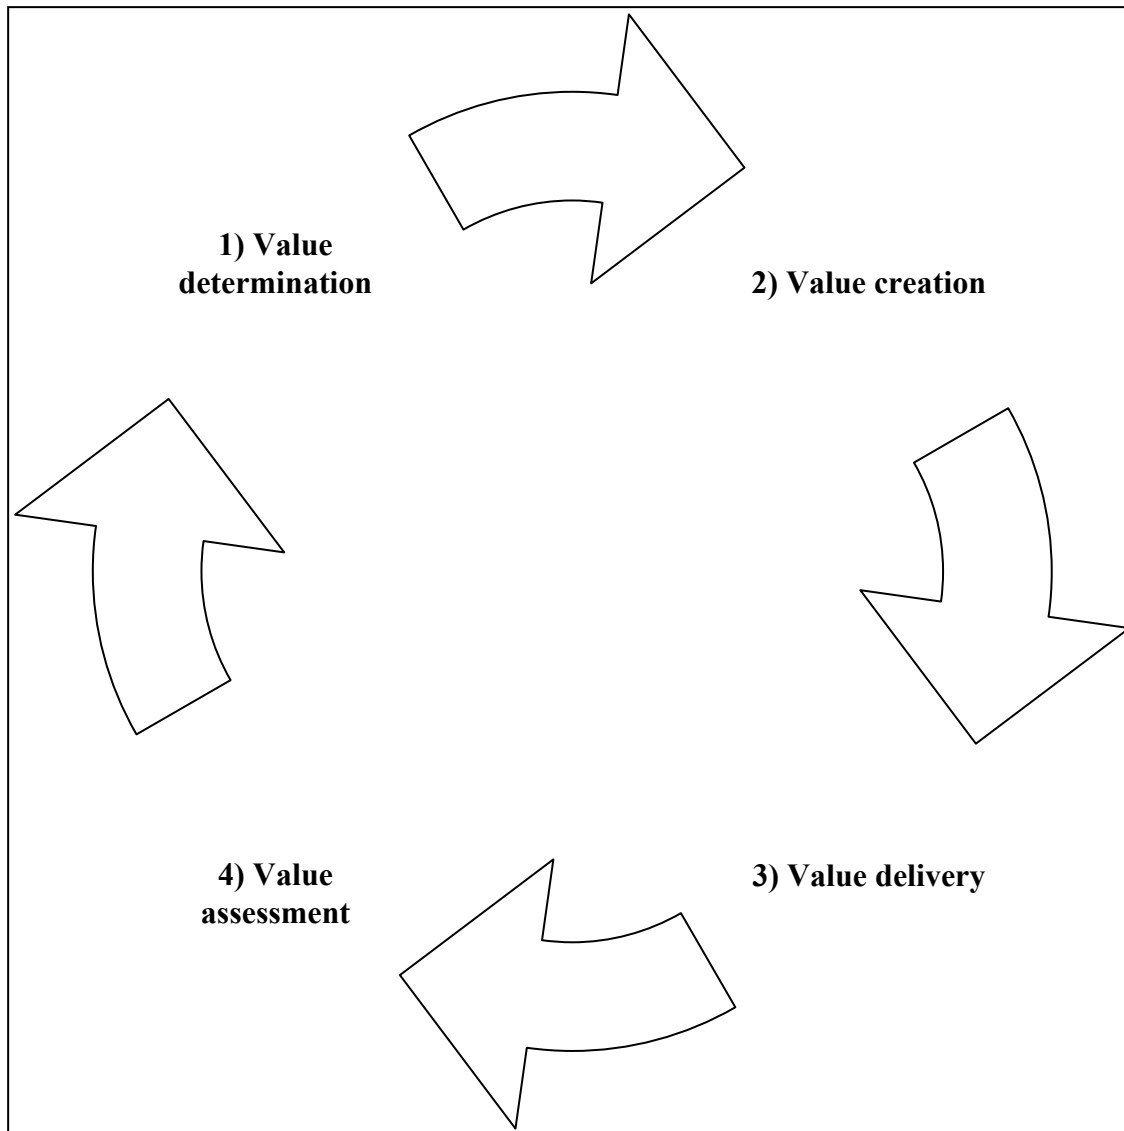 1) Value
determination
2) Value creation
3) Value delivery
4) Value
assessment